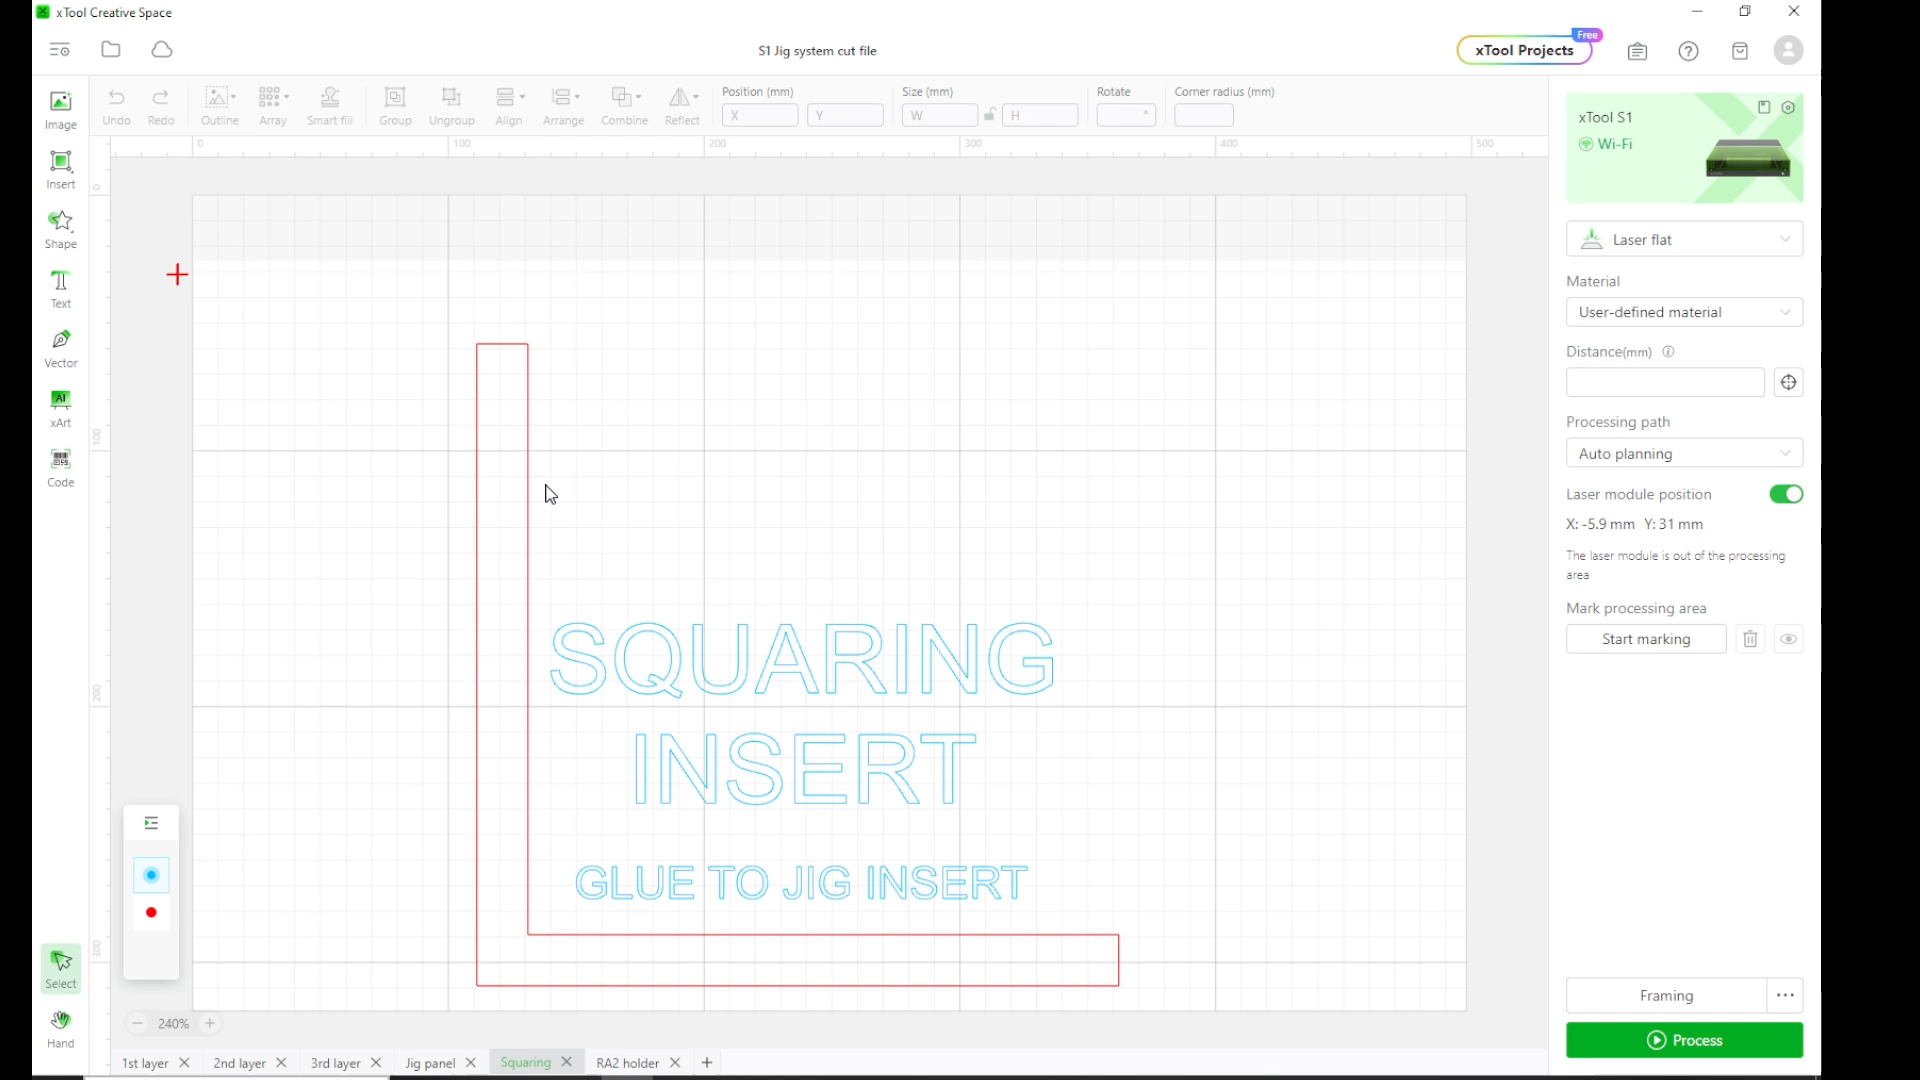 xTool Creative Space
S1 Jig system cut file
Free
xTool Projects
Image
Insert
Shape
Text
Vector
AI
xArt
Code
Select
Hand
Undo
Redo
Outline
Array
Smart fill
Group
Ungroup
Align
Arrange
Combine
Reflect
Position (mm)
X
Y
Size (mm)
W
H
Rotate
°
Corner radius (mm)
0
100
200
300
400
500
0
100
200
300
SQUARING
INSERT
GLUE TO JIG INSERT
240%
1st layer
2nd layer
3rd layer
Jig panel
Squaring
RA2 holder
xTool S1
Wi-Fi
Laser flat
Material
User-defined material
Distance(mm)
Processing path
Auto planning
Laser module position
X: -5.9 mm Y: 31 mm
The laser module is out of the processing
area
Mark processing area
Start marking
Framing
Process